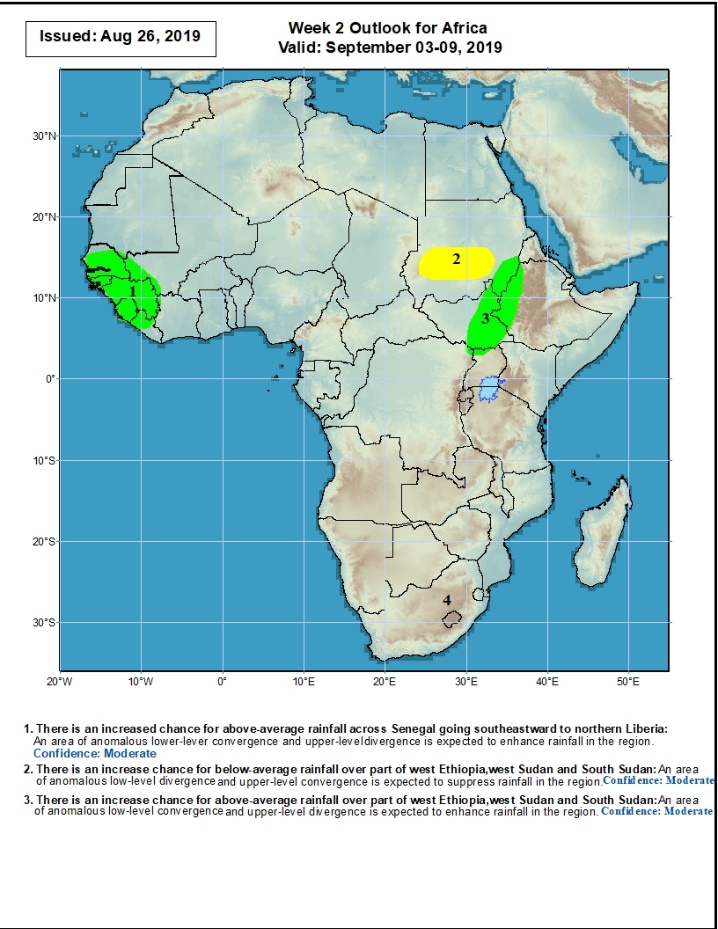 Issued: Aug 26, 2019
Week 2 Outlook for Africa
Valid: September 03-09, 2019
30°N
20°N
10°N
0°
10°S
20°S
30°S
1
2
3
4
20°W
10°W
0°
10°E
20°E
30°E
40°E
50°E
1. There is an increased chance for above-average rainfall across Senegal going southeastward to northern Liberia:
An area of anomalous lower-lever convergence and upper-leveldivergence is expected to enhance rainfall in the region.
Confidence: Moderate
2. There is an increase chance for below-average rainfall over part of west Ethiopia,west Sudan and South Sudan:An area
of anomalous low-level divergence and upper-level convergence is expected to suppress rainfall in the region.Confidence: Moderate
3. There is an increase chance for above-average rainfall over part of west Ethiopia,west Sudan and South Sudan:An area
of anomalous low-level convergence and upper-level divergence is expected to enhance rainfall in the region. Confidence: Moderate